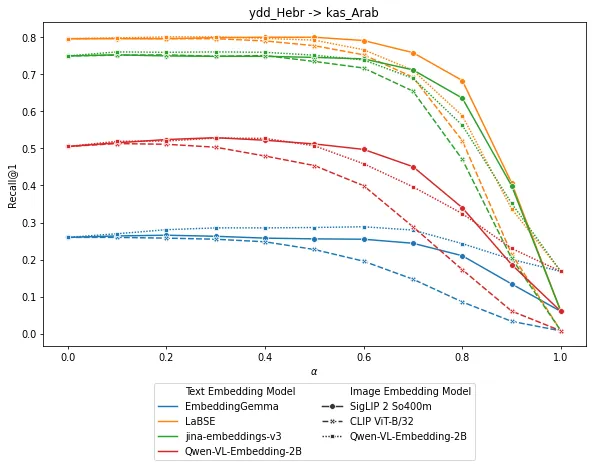 ydd_Hebr -> kas_Arab
Recall@1
0.8
0.7
0.6
0.5
0.4
0.3
0.2
0.1
0.0
0.0 0.2 0.4 0.6 0.8 1.0
α
Text Embedding Model
EmbeddingGemma
LaBSE
jina-embeddings-v3
Qwen-VL-Embedding-2B
Image Embedding Model
SigLIP 2 So400m
CLIP ViT-B/32
Qwen-VL-Embedding-2B